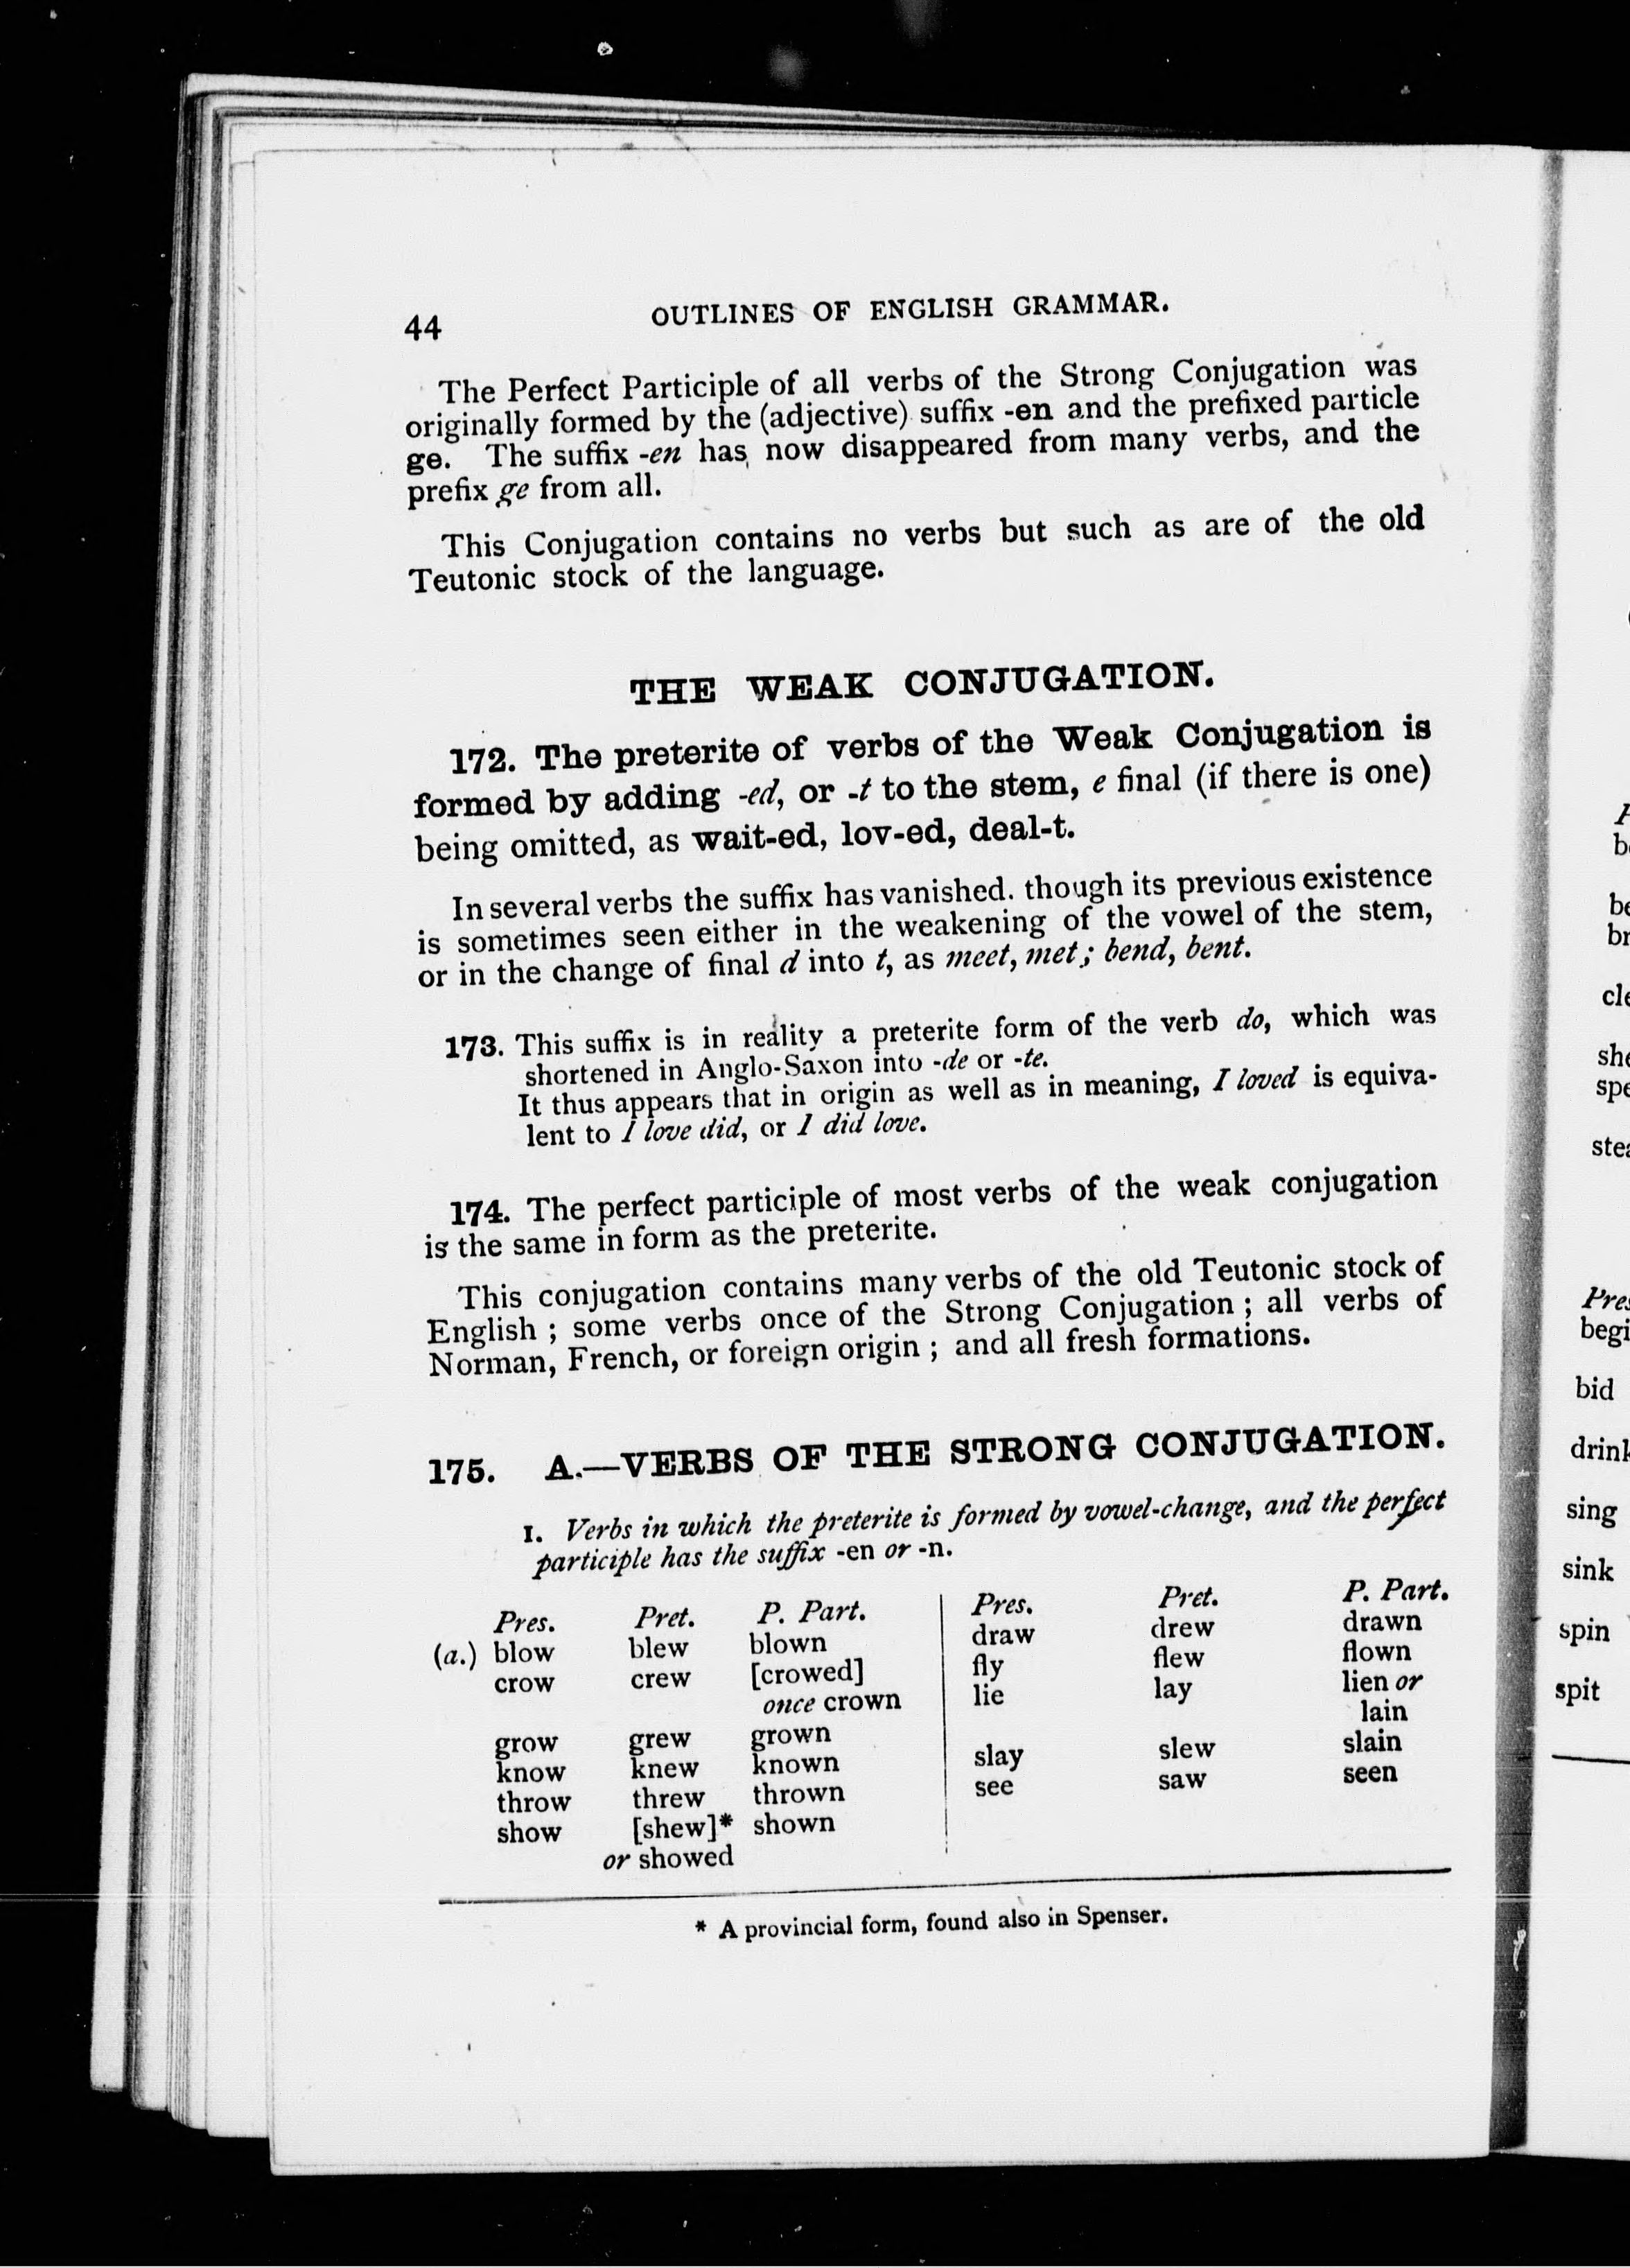 44 OUTLINES OF ENGLISH GRAMMAR.
The Perfect Participle of all verbs of the Strong Conjugation was
originally formed by the (adjective) suffix -en and the prefixed particle
ge. The suffix -en has now disappeared from many verbs, and the
prefix ge from all.
This Conjugation contains no verbs but such as are of the old
Teutonic stock of the language.
THE WEAK CONJUGATION.
172. The preterite of verbs of the Weak Conjugation is
formed by adding -ed, or -t to the stem, e final (if there is one)
being omitted, as wait-ed, lov-ed, deal-t.
In several verbs the suffix has vanished. though its previous existence
is sometimes seen either in the weakening of the vowel of the stem,
or in the change of final d into t, as meet, met; bend, bent.
173. This suffix is in reality a preterite form of the verb do, which was
shortened in Anglo-Saxon into -de or -te.
It thus appears that in origin as well as in meaning, I loved is equiva-
lent to I love did, or I did love.
174. The perfect participle of most verbs of the weak conjugation
is the same in form as the preterite.
This conjugation contains many verbs of the old Teutonic stock of
English ; some verbs once of the Strong Conjugation ; all verbs of
Norman, French, or foreign origin ; and all fresh formations.
175. A.—VERBS OF THE STRONG CONJUGATION.
1. Verbs in which the preterite is formed by vowel-change, and the perfect
participle has the suffix -en or -n.
Pres. Pret. P. Part. Pres. Pret. P. Part.
(a.) blow blew blown draw drew drawn
crow crew [crowed] fly flew flown
once crown lie lay lien or
lain
grow grew grown slay slew slain
know knew known see saw seen
throw threw thrown
show [shew]* shown
or showed
* A provincial form, found also in Spenser.
bid
sing
sink
spin
spit